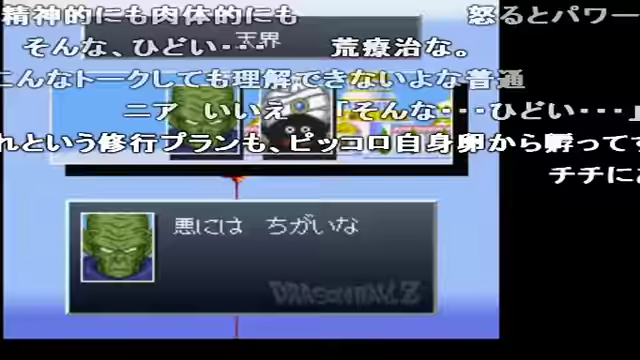 精神的にも肉体的にも　怒るとパワー
天界
そんな、ひどい・・・　荒療治な。
こんなトークしても理解できないよな普通
ニア　いいえ　「そんな・・・ひどい・・・」
れという修行プランも、ピッコロ自身卵から孵ってす
チチに
悪には　ちがいな
DRAGONBALL Z